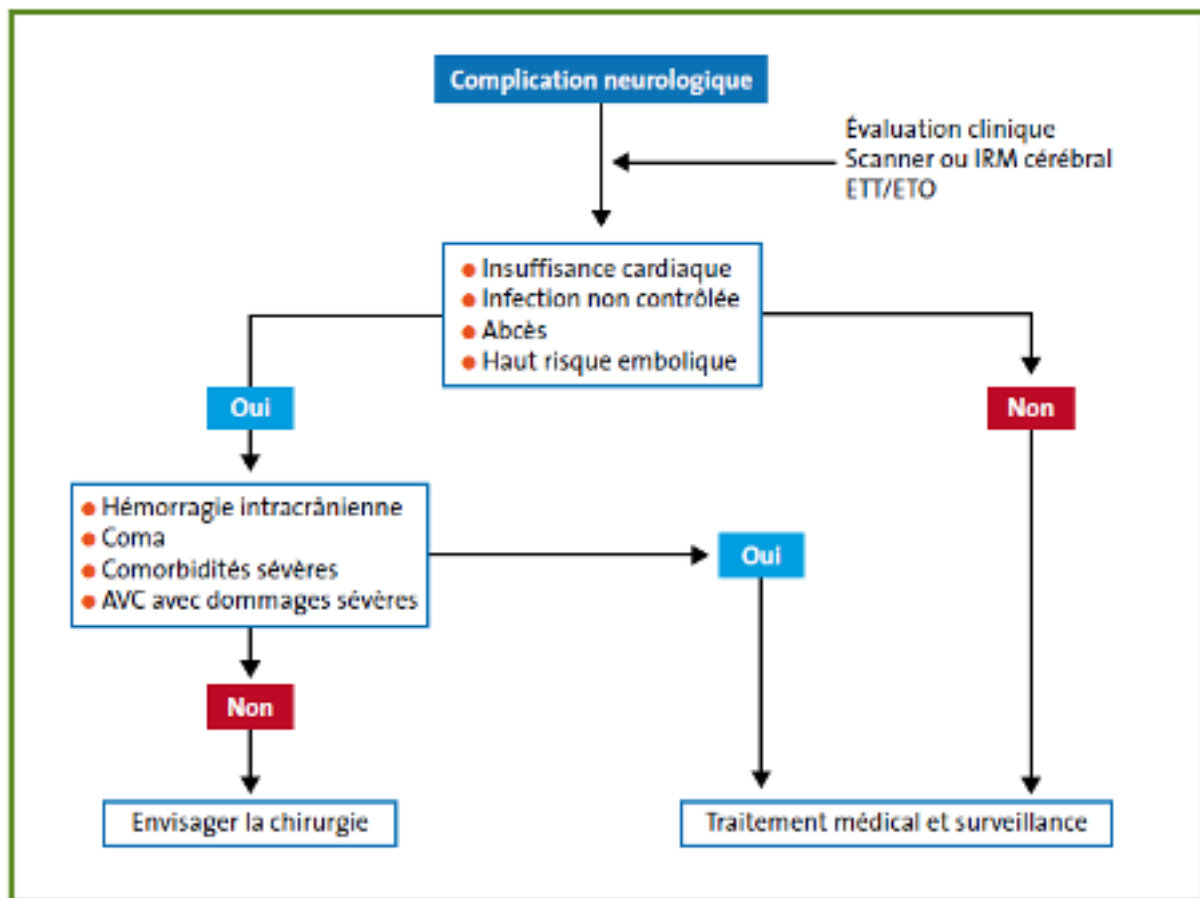 Complication neurologique
Évaluation clinique
Scanner ou IRM cérébral
ETT/ETO
● Insuffisance cardiaque
● Infection non contrôlée
● Abcès
● Haut risque embolique
Oui
Non
● Hémorragie intracrânienne
● Coma
● Comorbidités sévères
● AVC avec dommages sévères
Oui
Non
Envisager la chirurgie
Traitement médical et surveillance